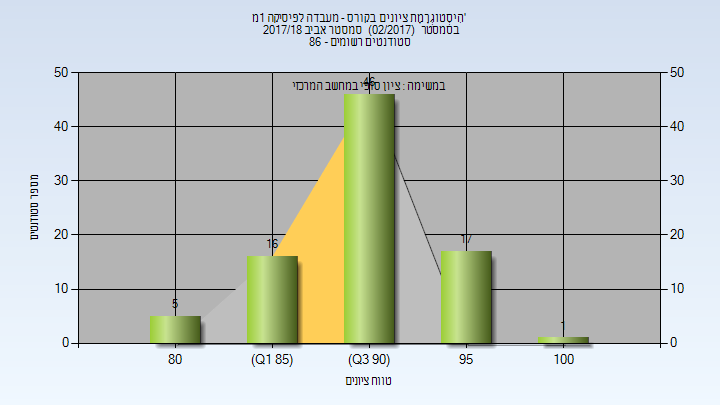 הִיסְטוֹגְרָמַת ציונים בקורס - מעבדה לפיסיקה 1מ'
בסמסטר (02/2017) סמסטר אביב 2017/18
סטודנטים רשומים - 86
במשימה : ציון סופי במחשב המרכזי
50 50
40 40
30 30
20 20
10 10
0 0
5
16
46
17
1
80 (Q1 85) (Q3 90) 95 100
מספר סטודנטים
טווח ציונים